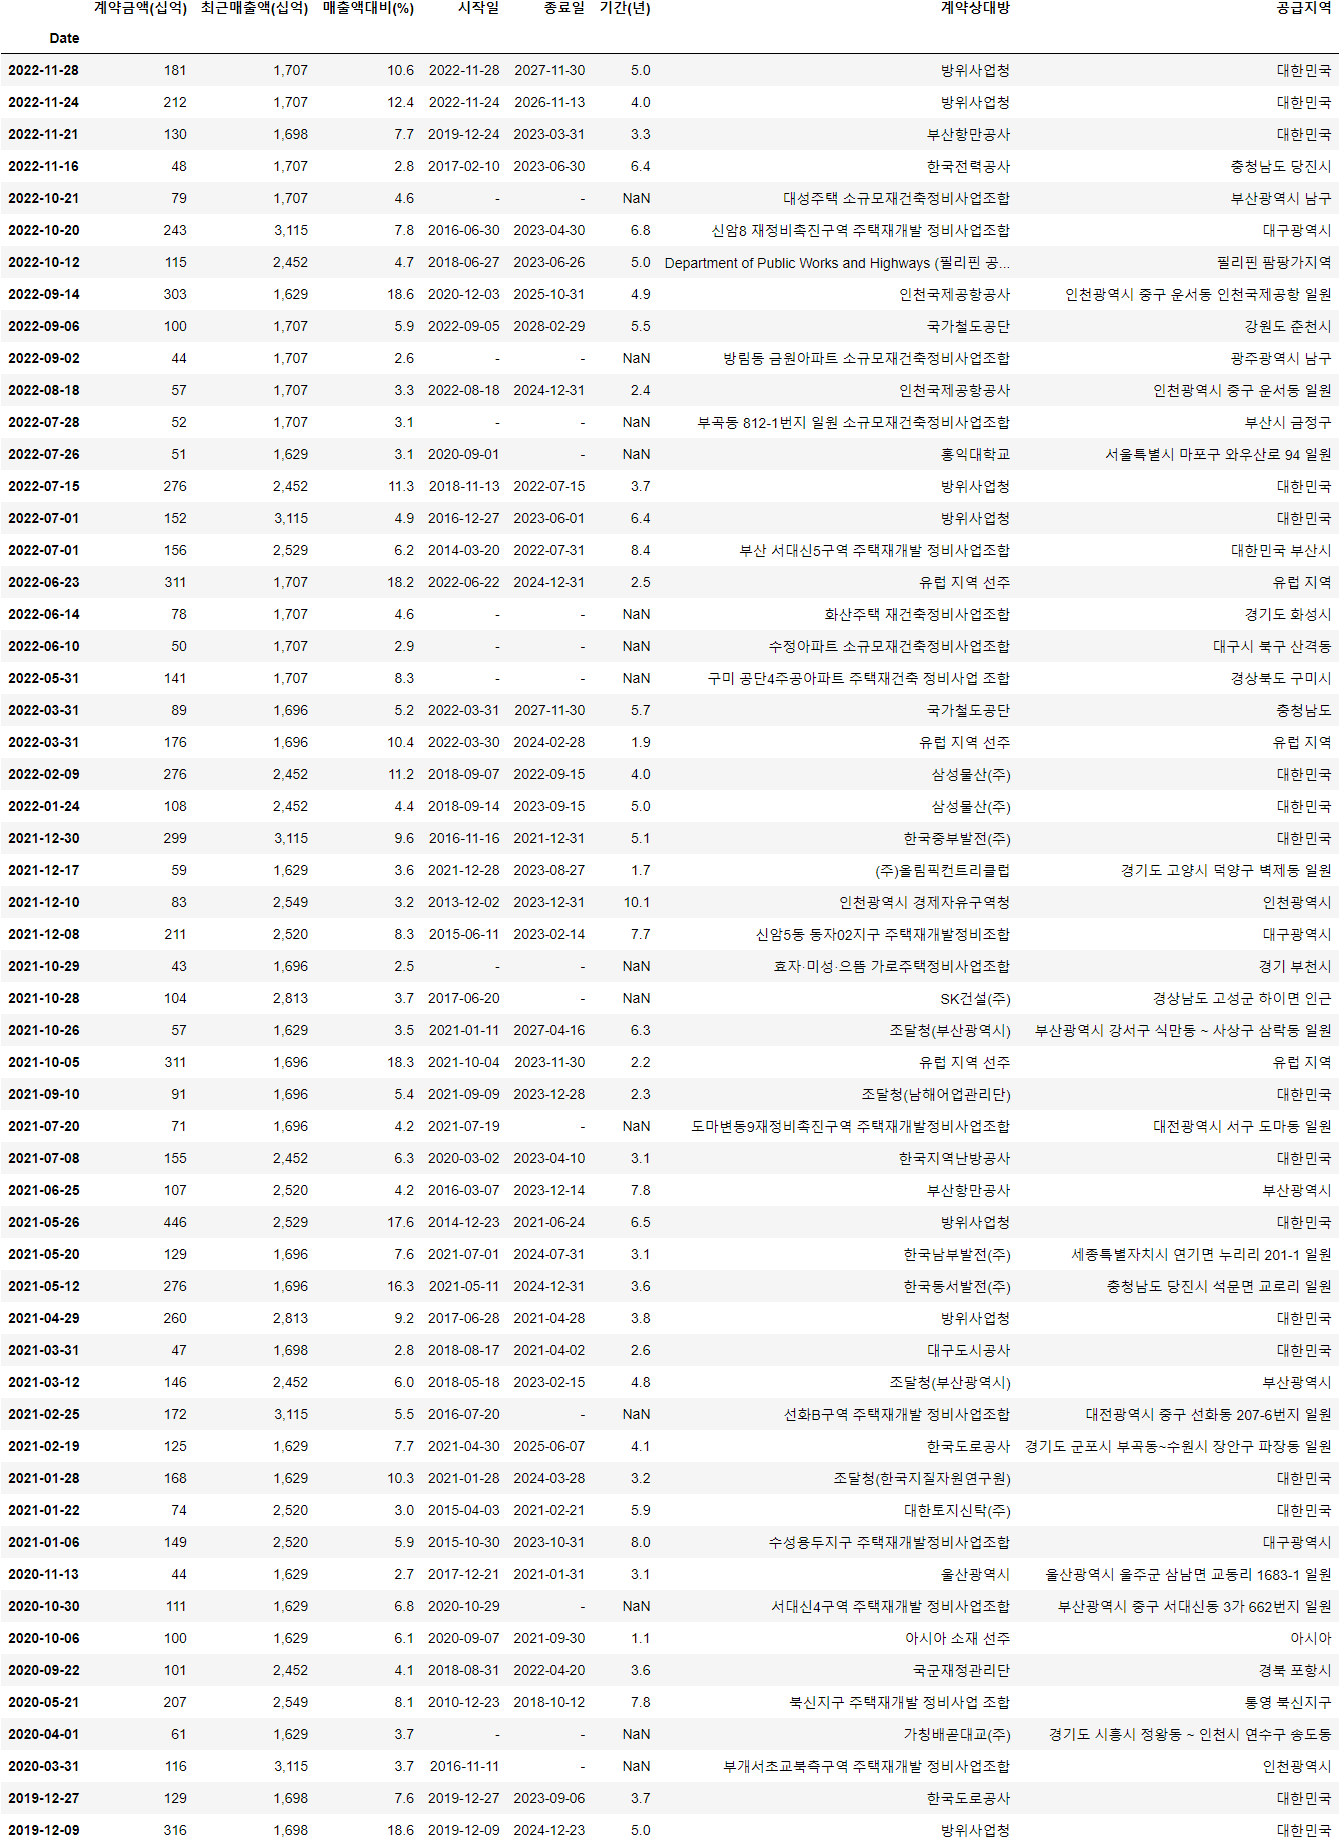 계약금액(십억) 최근매출액(십억) 매출액대비(%) 시작일 종료일 기간(년) 계약상대방 공급지역
Date
2022-11-28 181 1,707 10.6 2022-11-28 2027-11-30 5.0 방위사업청 대한민국
2022-11-24 212 1,707 12.4 2022-11-24 2026-11-13 4.0 방위사업청 대한민국
2022-11-21 130 1,698 7.7 2019-12-24 2023-03-31 3.3 부산항만공사 대한민국
2022-11-16 48 1,707 2.8 2017-02-10 2023-06-30 6.4 한국전력공사 충청남도 당진시
2022-10-21 79 1,707 4.6 - - NaN 대성주택 소규모재건축정비사업조합 부산광역시 남구
2022-10-20 243 3,115 7.8 2016-06-30 2023-04-30 6.8 신암8 재정비촉진구역 주택재개발 정비사업조합 대구광역시
2022-10-12 115 2,452 4.7 2018-06-27 2023-06-26 5.0 Department of Public Works and Highways (필리핀 공... 필리핀 팜팡가지역
2022-09-14 303 1,629 18.6 2020-12-03 2025-10-31 4.9 인천국제공항공사 인천광역시 중구 운서동 인천국제공항 일원
2022-09-06 100 1,707 5.9 2022-09-05 2028-02-29 5.5 국가철도공단 강원도 춘천시
2022-09-02 44 1,707 2.6 - - NaN 방림동 금원아파트 소규모재건축정비사업조합 광주광역시 남구
2022-08-18 57 1,707 3.3 2022-08-18 2024-12-31 2.4 인천국제공항공사 인천광역시 중구 운서동 일원
2022-07-28 52 1,707 3.1 - - NaN 부곡동 812-1번지 일원 소규모재건축정비사업조합 부산시 금정구
2022-07-26 51 1,629 3.1 2020-09-01 - NaN 홍익대학교 서울특별시 마포구 와우산로 94 일원
2022-07-15 276 2,452 11.3 2018-11-13 2022-07-15 3.7 방위사업청 대한민국
2022-07-01 152 3,115 4.9 2016-12-27 2023-06-01 6.4 방위사업청 대한민국
2022-07-01 156 2,529 6.2 2014-03-20 2022-07-31 8.4 부산 서대신5구역 주택재개발 정비사업조합 대한민국 부산시
2022-06-23 311 1,707 18.2 2022-06-22 2024-12-31 2.5 유럽 지역 선주 유럽 지역
2022-06-14 78 1,707 4.6 - - NaN 화산주택 재건축정비사업조합 경기도 화성시
2022-06-10 50 1,707 2.9 - - NaN 수정아파트 소규모재건축정비사업조합 대구시 북구 산격동
2022-05-31 141 1,707 8.3 - - NaN 구미 공단4주공아파트 주택재건축 정비사업 조합 경상북도 구미시
2022-03-31 89 1,696 5.2 2022-03-31 2027-11-30 5.7 국가철도공단 충청남도
2022-03-31 176 1,696 10.4 2022-03-30 2024-02-28 1.9 유럽 지역 선주 유럽 지역
2022-02-09 276 2,452 11.2 2018-09-07 2022-09-15 4.0 삼성물산(주) 대한민국
2022-01-24 108 2,452 4.4 2018-09-14 2023-09-15 5.0 삼성물산(주) 대한민국
2021-12-30 299 3,115 9.6 2016-11-16 2021-12-31 5.1 한국중부발전(주) 대한민국
2021-12-17 59 1,629 3.6 2021-12-28 2023-08-27 1.7 (주)올림픽컨트리클럽 경기도 고양시 덕양구 벽제동 일원
2021-12-10 83 2,549 3.2 2013-12-02 2023-12-31 10.1 인천광역시 경제자유구역청 인천광역시
2021-12-08 211 2,520 8.3 2015-06-11 2023-02-14 7.7 신암5동 동자02지구 주택재개발정비조합 대구광역시
2021-10-29 43 1,696 2.5 - - NaN 효자·미성·으뜸 가로주택정비사업조합 경기 부천시
2021-10-28 104 2,813 3.7 2017-06-20 - NaN SK건설(주) 경상남도 고성군 하이면 인근
2021-10-26 57 1,629 3.5 2021-01-11 2027-04-16 6.3 조달청(부산광역시) 부산광역시 강서구 식만동 ~ 사상구 삼락동 일원
2021-10-05 311 1,696 18.3 2021-10-04 2023-11-30 2.2 유럽 지역 선주 유럽 지역
2021-09-10 91 1,696 5.4 2021-09-09 2023-12-28 2.3 조달청(남해어업관리단) 대한민국
2021-07-20 71 1,696 4.2 2021-07-19 - NaN 도마변동9재정비촉진구역 주택재개발정비사업조합 대전광역시 서구 도마동 일원
2021-07-08 155 2,452 6.3 2020-03-02 2023-04-10 3.1 한국지역난방공사 대한민국
2021-06-25 107 2,520 4.2 2016-03-07 2023-12-14 7.8 부산항만공사 부산광역시
2021-05-26 446 2,529 17.6 2014-12-23 2021-06-24 6.5 방위사업청 대한민국
2021-05-20 129 1,696 7.6 2021-07-01 2024-07-31 3.1 한국남부발전(주) 세종특별자치시 연기면 누리리 201-1 일원
2021-05-12 276 1,696 16.3 2021-05-11 2024-12-31 3.6 한국동서발전(주) 충청남도 당진시 석문면 교로리 일원
2021-04-29 260 2,813 9.2 2017-06-28 2021-04-28 3.8 방위사업청 대한민국
2021-03-31 47 1,698 2.8 2018-08-17 2021-04-02 2.6 대구도시공사 대한민국
2021-03-12 146 2,452 6.0 2018-05-18 2023-02-15 4.8 조달청(부산광역시) 부산광역시
2021-02-25 172 3,115 5.5 2016-07-20 - NaN 선화B구역 주택재개발 정비사업조합 대전광역시 중구 선화동 207-6번지 일원
2021-02-19 125 1,629 7.7 2021-04-30 2025-06-07 4.1 한국도로공사 경기도 군포시 부곡동~수원시 장안구 파장동 일원
2021-01-28 168 1,629 10.3 2021-01-28 2024-03-28 3.2 조달청(한국지질자원연구원) 대한민국
2021-01-22 74 2,520 3.0 2015-04-03 2021-02-21 5.9 대한토지신탁(주) 대한민국
2021-01-06 149 2,520 5.9 2015-10-30 2023-10-31 8.0 수성용두지구 주택재개발정비사업조합 대구광역시
2020-11-13 44 1,629 2.7 2017-12-21 2021-01-31 3.1 울산광역시 울산광역시 울주군 삼남면 교동리 1683-1 일원
2020-10-30 111 1,629 6.8 2020-10-29 - NaN 서대신4구역 주택재개발 정비사업조합 부산광역시 중구 서대신동 3가 662번지 일원
2020-10-06 100 1,629 6.1 2020-09-07 2021-09-30 1.1 아시아 소재 선주 아시아
2020-09-22 101 2,452 4.1 2018-08-31 2022-04-20 3.6 국군재정관리단 경북 포항시
2020-05-21 207 2,549 8.1 2010-12-23 2018-10-12 7.8 북신지구 주택재개발 정비사업 조합 통영 북신지구
2020-04-01 61 1,629 3.7 - - NaN 가칭배곧대교(주) 경기도 시흥시 정왕동 ~ 인천시 연수구 송도동
2020-03-31 116 3,115 3.7 2016-11-11 - NaN 부개서초교북측구역 주택재개발 정비사업조합 인천광역시
2019-12-27 129 1,698 7.6 2019-12-27 2023-09-06 3.7 한국도로공사 대한민국
2019-12-09 316 1,698 18.6 2019-12-09 2024-12-23 5.0 방위사업청 대한민국